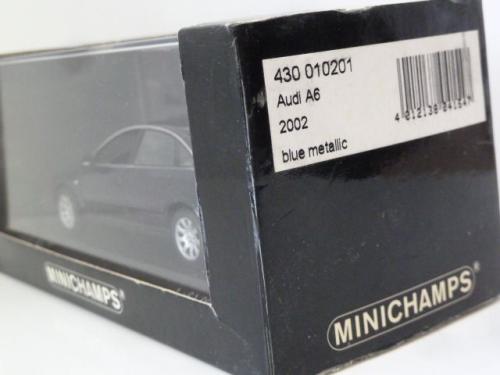 430 010201
Audi A6
2002
blue metallic
MINICHAMPS
MINICHAMPS